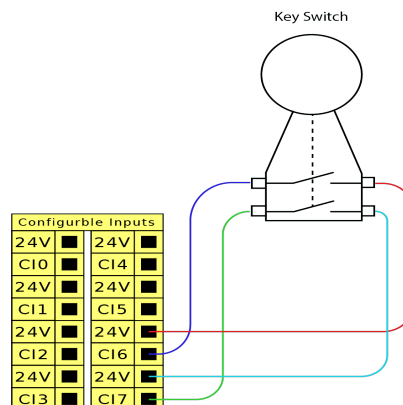 Key Switch
Configurble Inputs
24V 24V
CI0 CI4
24V 24V
CI1 CI5
24V 24V
CI2 CI6
24V 24V
CI3 CI7